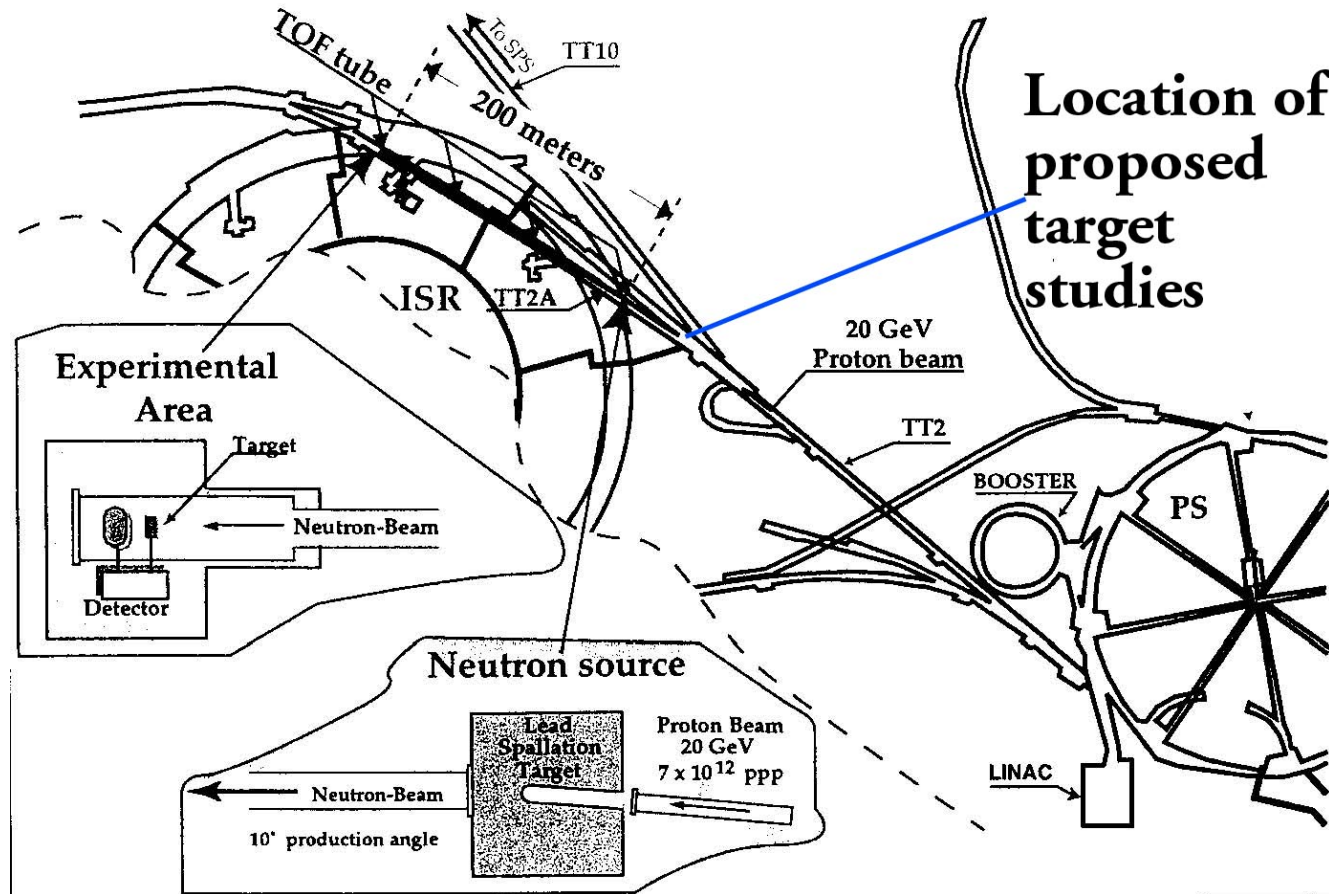 To SPS
TT10
TOF tube
200 meters
Location of
proposed
target
studies
ISR
TT2A
20 GeV
Proton beam
Experimental
Area
Target
Neutron-Beam
Detector
TT2
BOOSTER
PS
Neutron source
Lead
Spallation
Target
Proton Beam
20 GeV
7 x 10¹² ppp
Neutron-Beam
10° production angle
LINAC